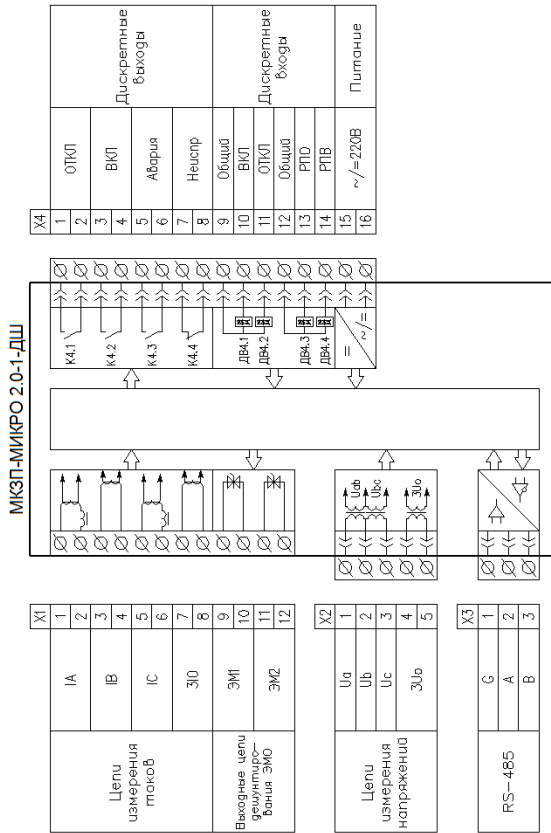 МКЗП-МИКРО 2.0-1-ДШ
Цепи
измерения
токов
Выходные цепи
дешунтиро-
вания ЭМО
X1
IA
1
2
IB
3
4
IC
5
6
3IO
7
8
ЭМ1
9
10
ЭМ2
11
12
Цепи
измерения
напряжений
X2
Ua
1
Ub
2
Uc
3
3Uo
4
5
RS-485
X3
G
1
A
2
B
3
Uab
Ubc
3Uo
К4.1
К4.2
К4.3
К4.4
ДВ4.1
ДВ4.2
ДВ4.3
ДВ4.4
=
2/=
X4
1
2
ОТКЛ
3
4
ВКЛ
5
6
Авария
7
8
Неиспр
9
Общий
10
ВКЛ
11
ОТКЛ
12
Общий
13
РПО
14
РПВ
15
16
~/=220В
Дискретные
выходы
Дискретные
входы
Питание